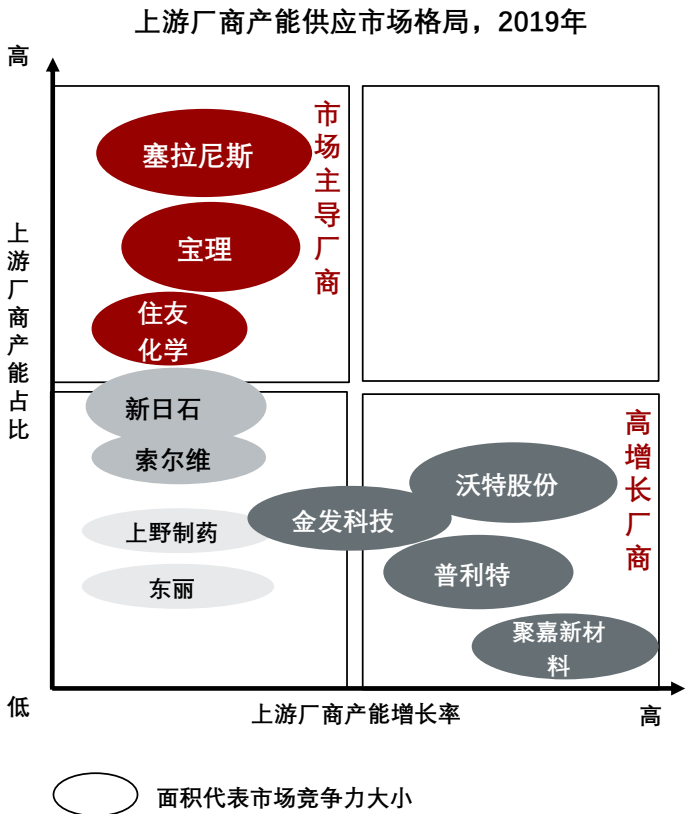 上游厂商产能供应市场格局，2019年
高
上游厂商产能占比
市场主导厂商
塞拉尼斯
宝理
住友
化学
新日石
索尔维
上野制药
东丽
金发科技
沃特股份
普利特
聚嘉新材
料
高增长厂商
低
上游厂商产能增长率
高
面积代表市场竞争力大小